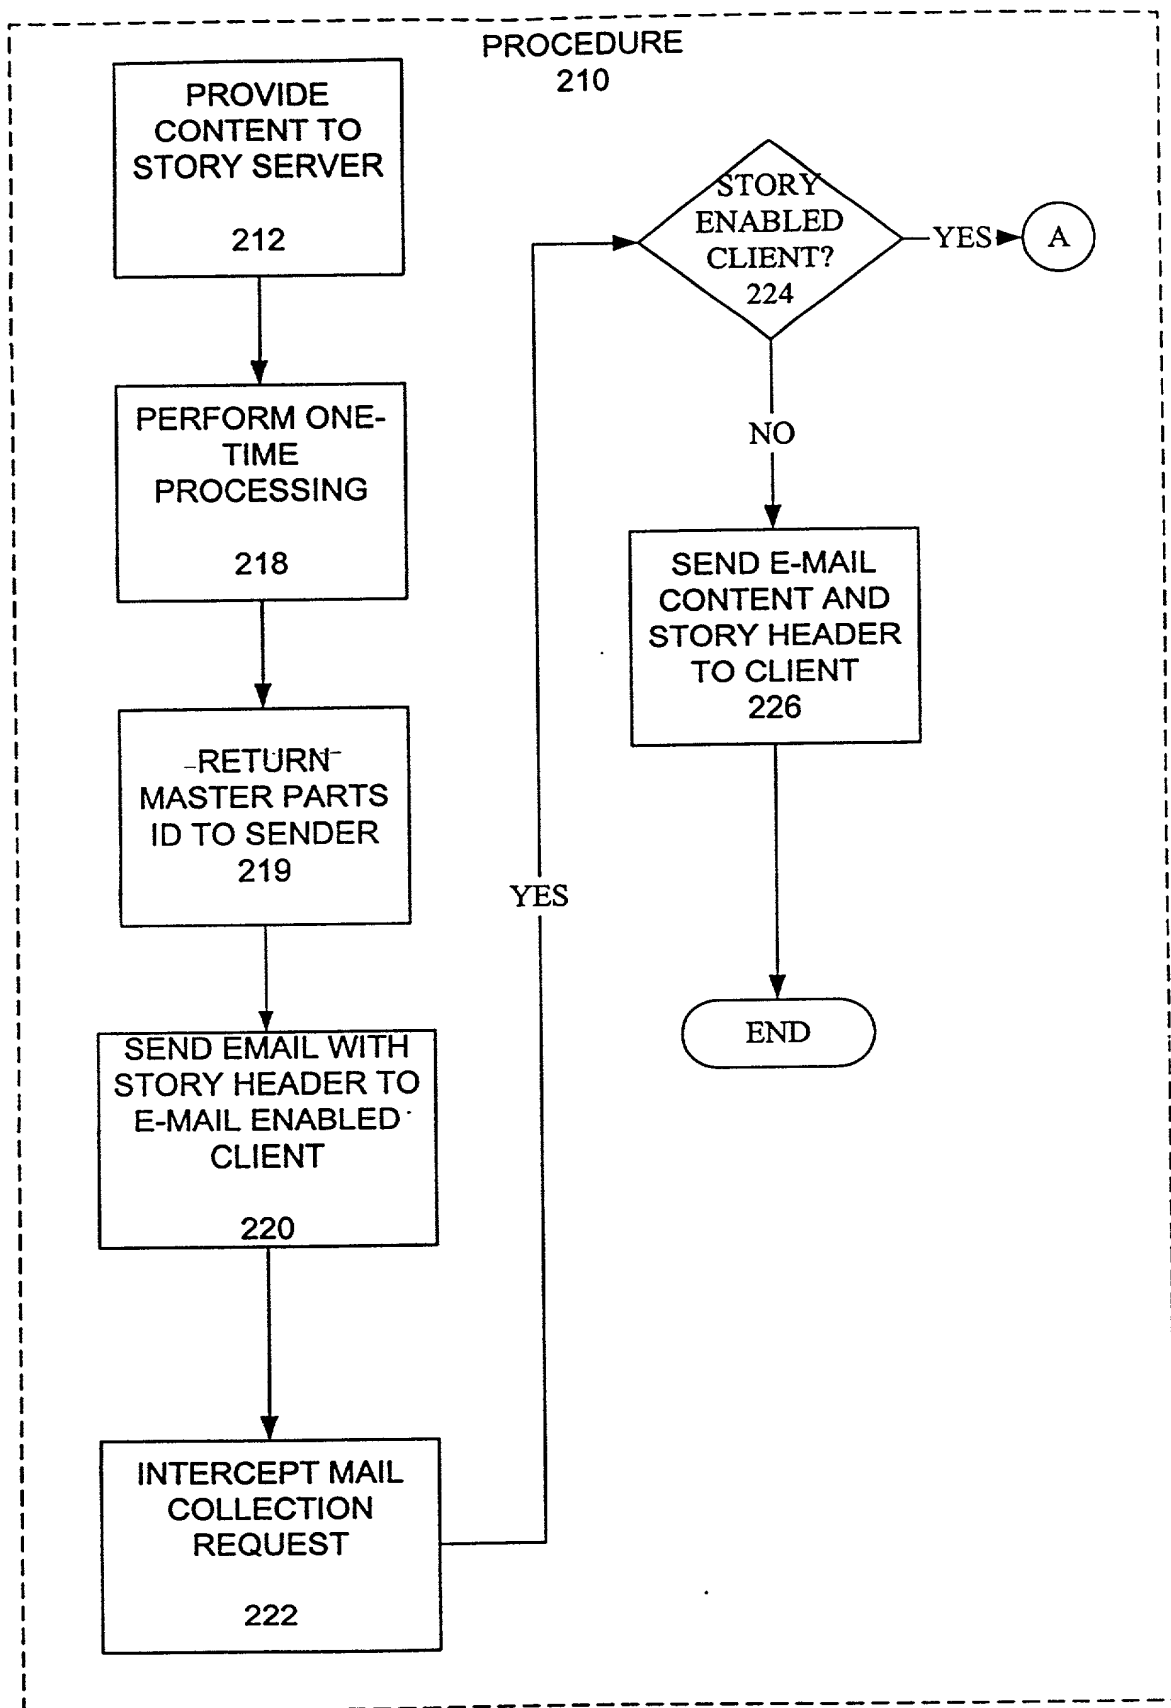 PROCEDURE
210
PROVIDE
CONTENT TO
STORY SERVER
212
PERFORM ONE-
TIME
PROCESSING
218
RETURN
MASTER PARTS
ID TO SENDER
219
SEND EMAIL WITH
STORY HEADER TO
E-MAIL ENABLED
CLIENT
220
INTERCEPT MAIL
COLLECTION
REQUEST
222
YES
STORY
ENABLED
CLIENT?
224
YES
A
NO
SEND E-MAIL
CONTENT AND
STORY HEADER
TO CLIENT
226
END